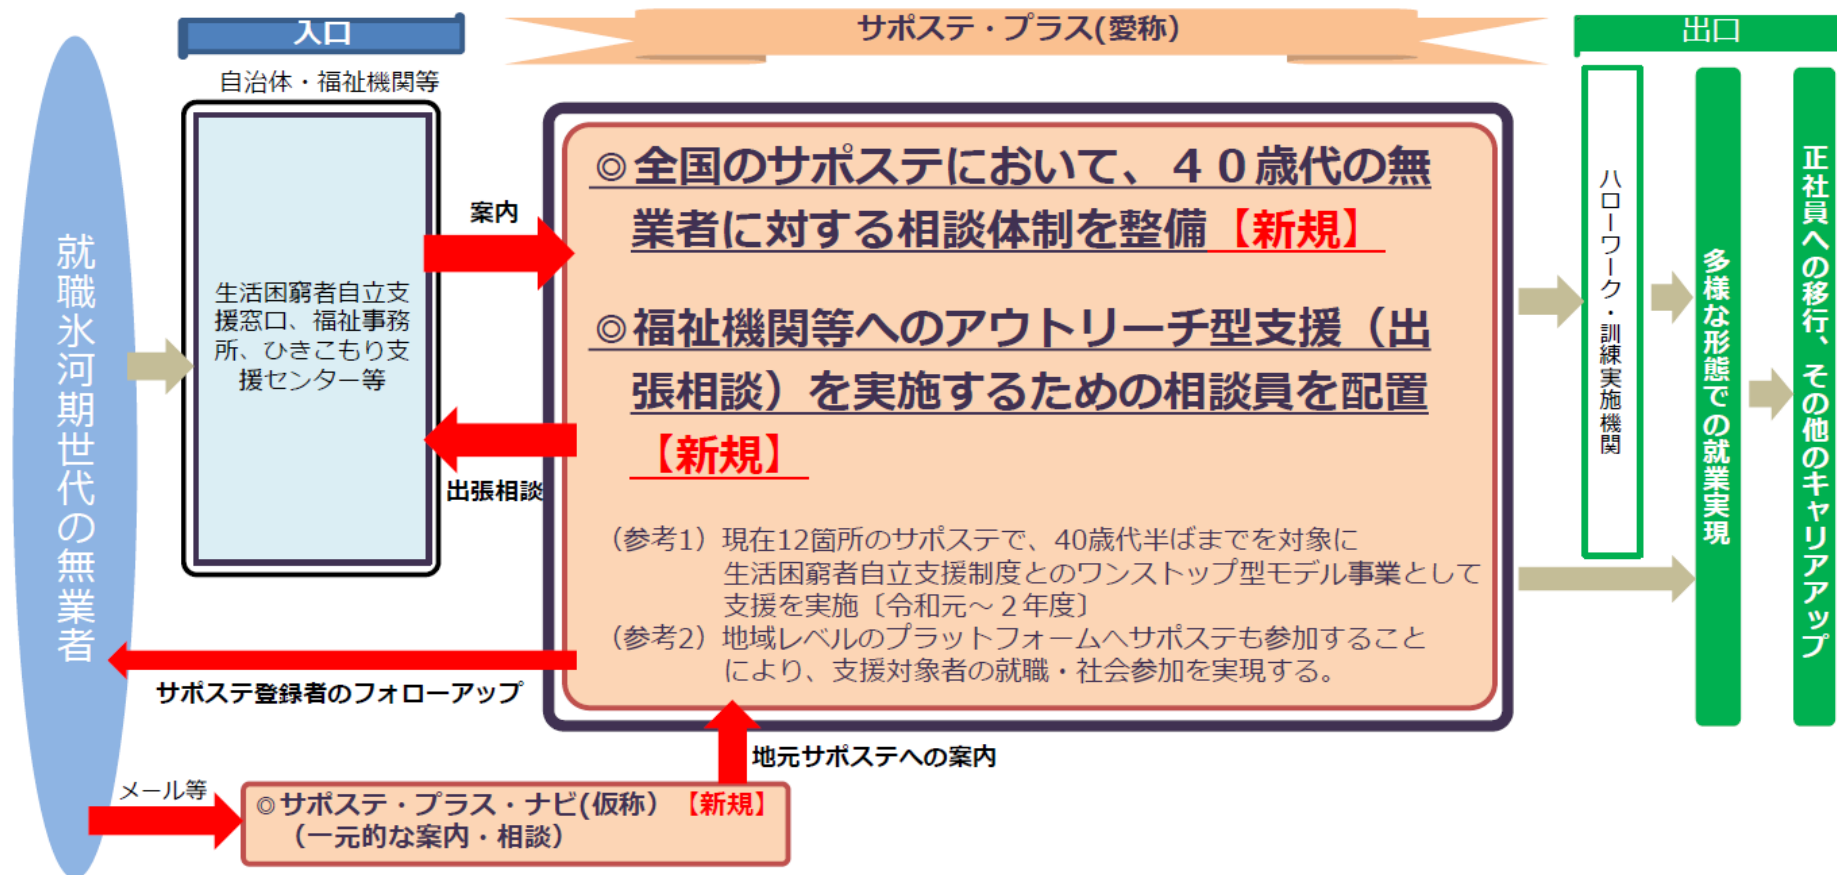 入口
サポステ・プラス(愛称)
出口
自治体・福祉機関等
就職氷河期世代の無業者
生活困窮者自立支
援窓口、福祉事務
所、ひきこもり支
援センター等
案内
出張相談
◎全国のサポステにおいて、４０歳代の無
業者に対する相談体制を整備【新規】
◎福祉機関等へのアウトリーチ型支援（出
張相談）を実施するための相談員を配置
【新規】
（参考1）現在12箇所のサポステで、40歳代半ばまでを対象に
生活困窮者自立支援制度とのワンストップ型モデル事業として
支援を実施〔令和元～２年度〕
（参考2）地域レベルのプラットフォームへサポステも参加すること
により、支援対象者の就職・社会参加を実現する。
サポステ登録者のフォローアップ
地元サポステへの案内
メール等
◎サポステ・プラス・ナビ(仮称）【新規】
（一元的な案内・相談）
ハローワーク・訓練実施機関
多様な形態での就業実現
正社員への移行、その他のキャリアアップ